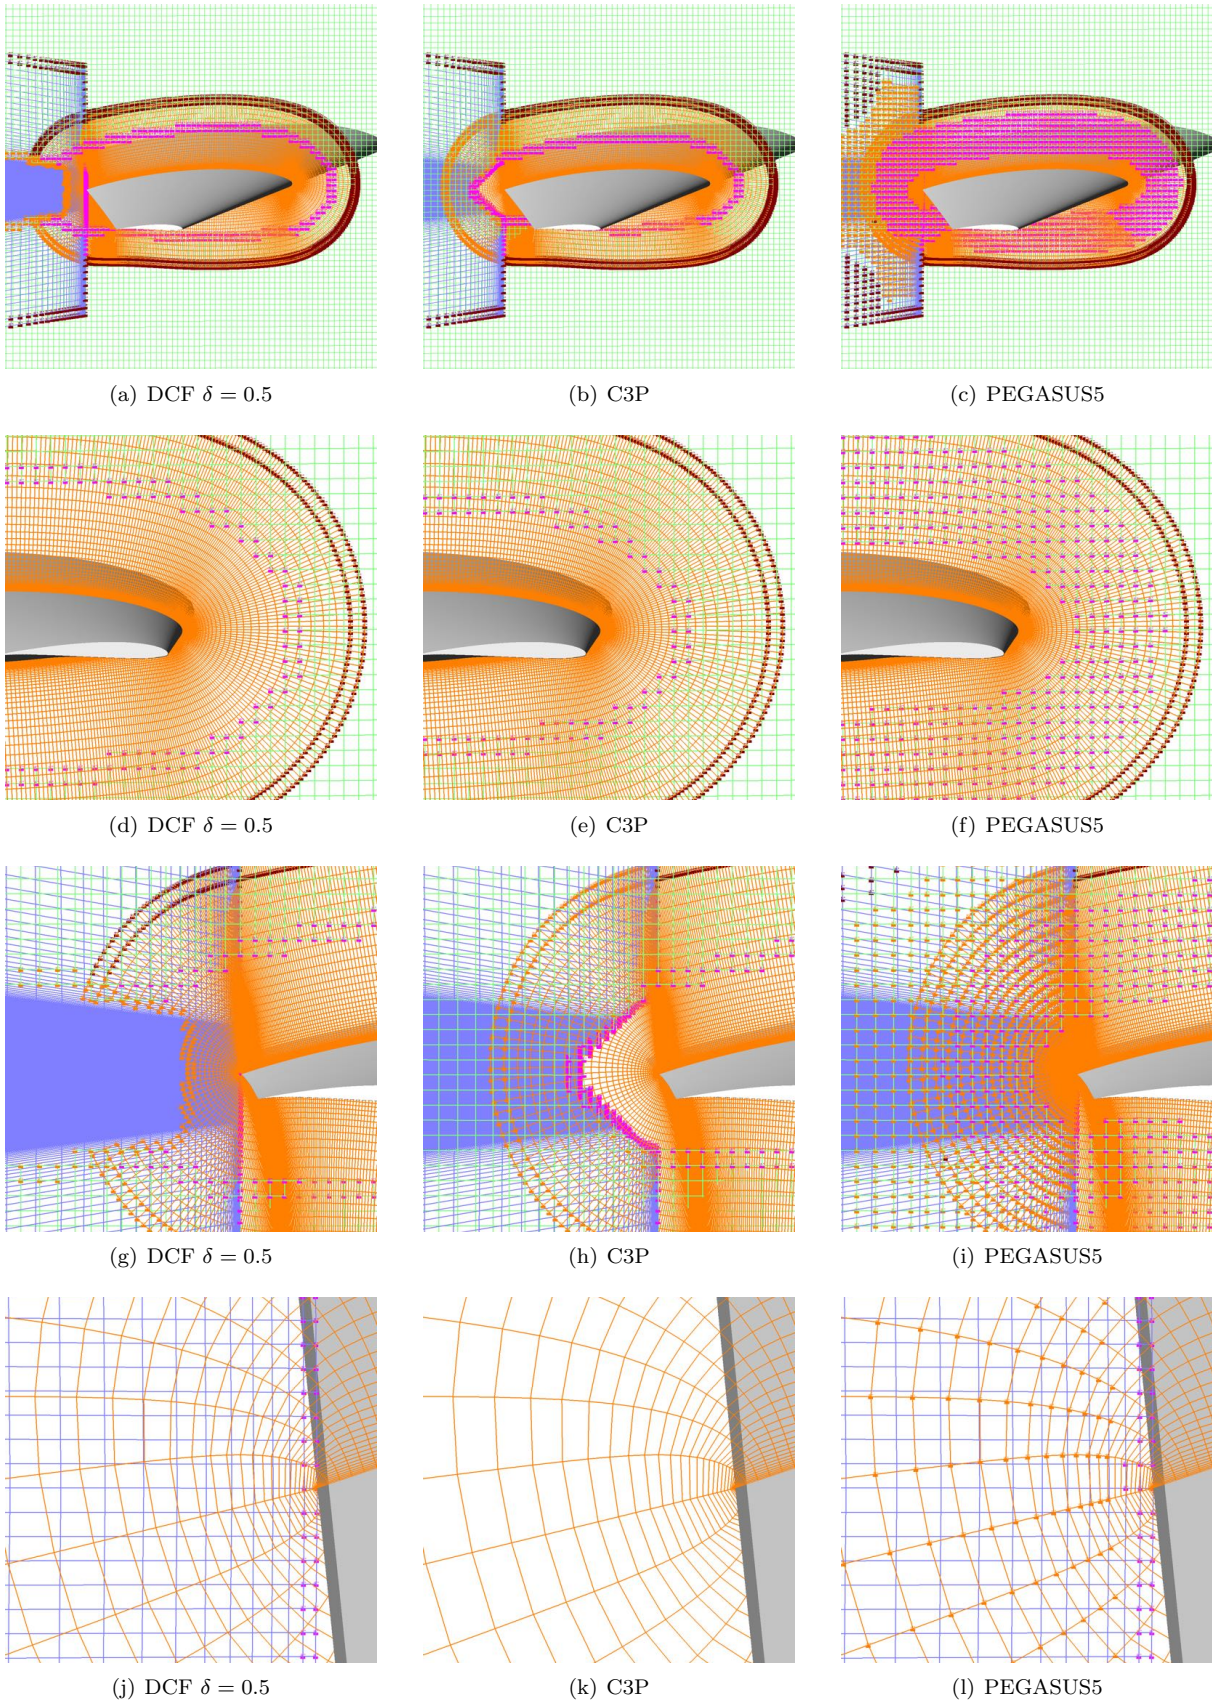 (a) DCF δ = 0.5
(b) C3P
(c) PEGASUS5
(d) DCF δ = 0.5
(e) C3P
(f) PEGASUS5
(g) DCF δ = 0.5
(h) C3P
(i) PEGASUS5
(j) DCF δ = 0.5
(k) C3P
(l) PEGASUS5